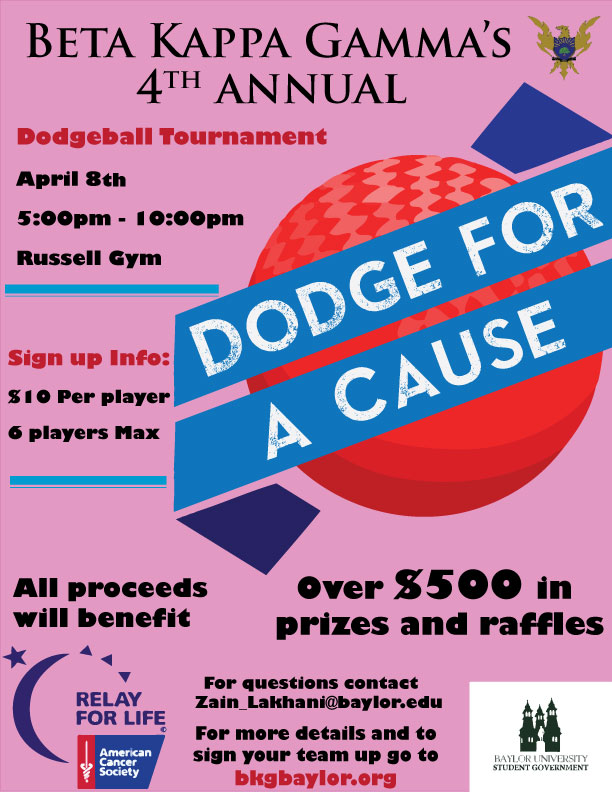 BETA KAPPA GAMMA'S
4TH ANNUAL
Dodgeball Tournament
April 8th
5:00pm - 10:00pm
Russell Gym
DODGE FOR
A CAUSE
Sign up Info:
$10 Per player
6 players Max
All proceeds
will benefit
Over $500 in
prizes and raffles
RELAY
FOR LIFE
American
Cancer
Society
For questions contact
Zain_Lakhani@baylor.edu
For more details and to
sign your team up go to
bkgbaylor.org
BAYLOR UNIVERSITY
STUDENT GOVERNMENT